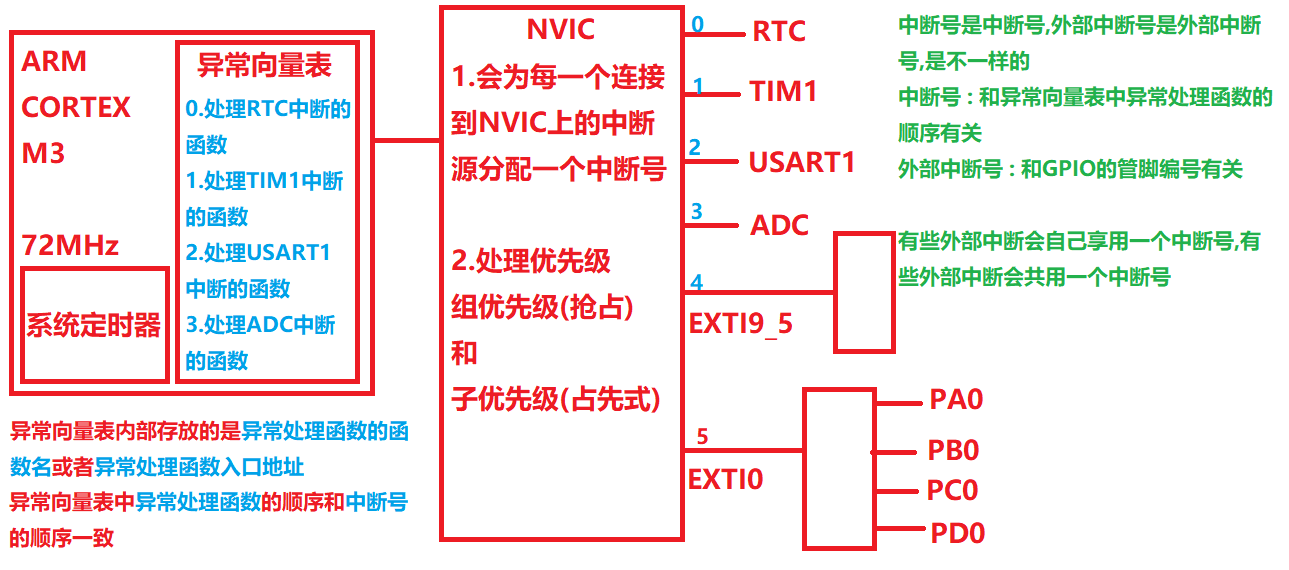 ARM
CORTEX
M3
72MHz
系统定时器
异常向量表
0.处理RTC中断的
函数
1.处理TIM1中断
的函数
2.处理USART1
中断的函数
3.处理ADC中断
的函数
异常向量表内部存放的是异常处理函数的函
数名或者异常处理函数入口地址
异常向量表中异常处理函数的顺序和中断号
的顺序一致
NVIC
1.会为每一个连接
到NVIC上的中断
源分配一个中断号
2.处理优先级
组优先级(抢占)
和
子优先级(占先式)
0
RTC
1
TIM1
2
USART1
3
ADC
4
EXTI9_5
5
EXTI0
PA0
PB0
PC0
PD0
中断号是中断号,外部中断号是外部中断
号,是不一样的
中断号 : 和异常向量表中异常处理函数的
顺序有关
外部中断号 : 和GPIO的管脚编号有关
有些外部中断会自己享用一个中断号,有
些外部中断会共用一个中断号